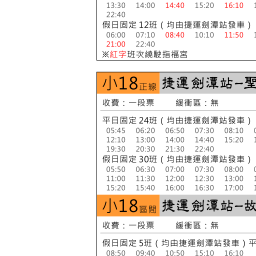 13:30 14:00 14:40 15:20 16:10
22:40
假日固定12班（均由捷運劍潭站發車）
06:00 07:10 08:40 10:10 11:50
21:00 22:40
※紅字班次繞駛指福宮
小18正線 捷運劍潭站–聖
收費：一段票 緩衝區：無
平日固定24班（均由捷運劍潭站發車）
05:45 06:20 06:50 07:30 08:10
12:10 13:00 14:00 14:40 15:20
19:30 20:30 21:30 22:40
假日固定30班（均由捷運劍潭站發車）
05:50 06:30 07:00 07:30 08:00
11:00 11:30 12:00 12:30 13:00
15:20 15:40 16:00 16:30 17:00
小18區間 捷運劍潭站–故
收費：一段票 緩衝區：無
假日固定5班（均由捷運劍潭站發車）平
08:50 09:40 10:50 15:10 16:10